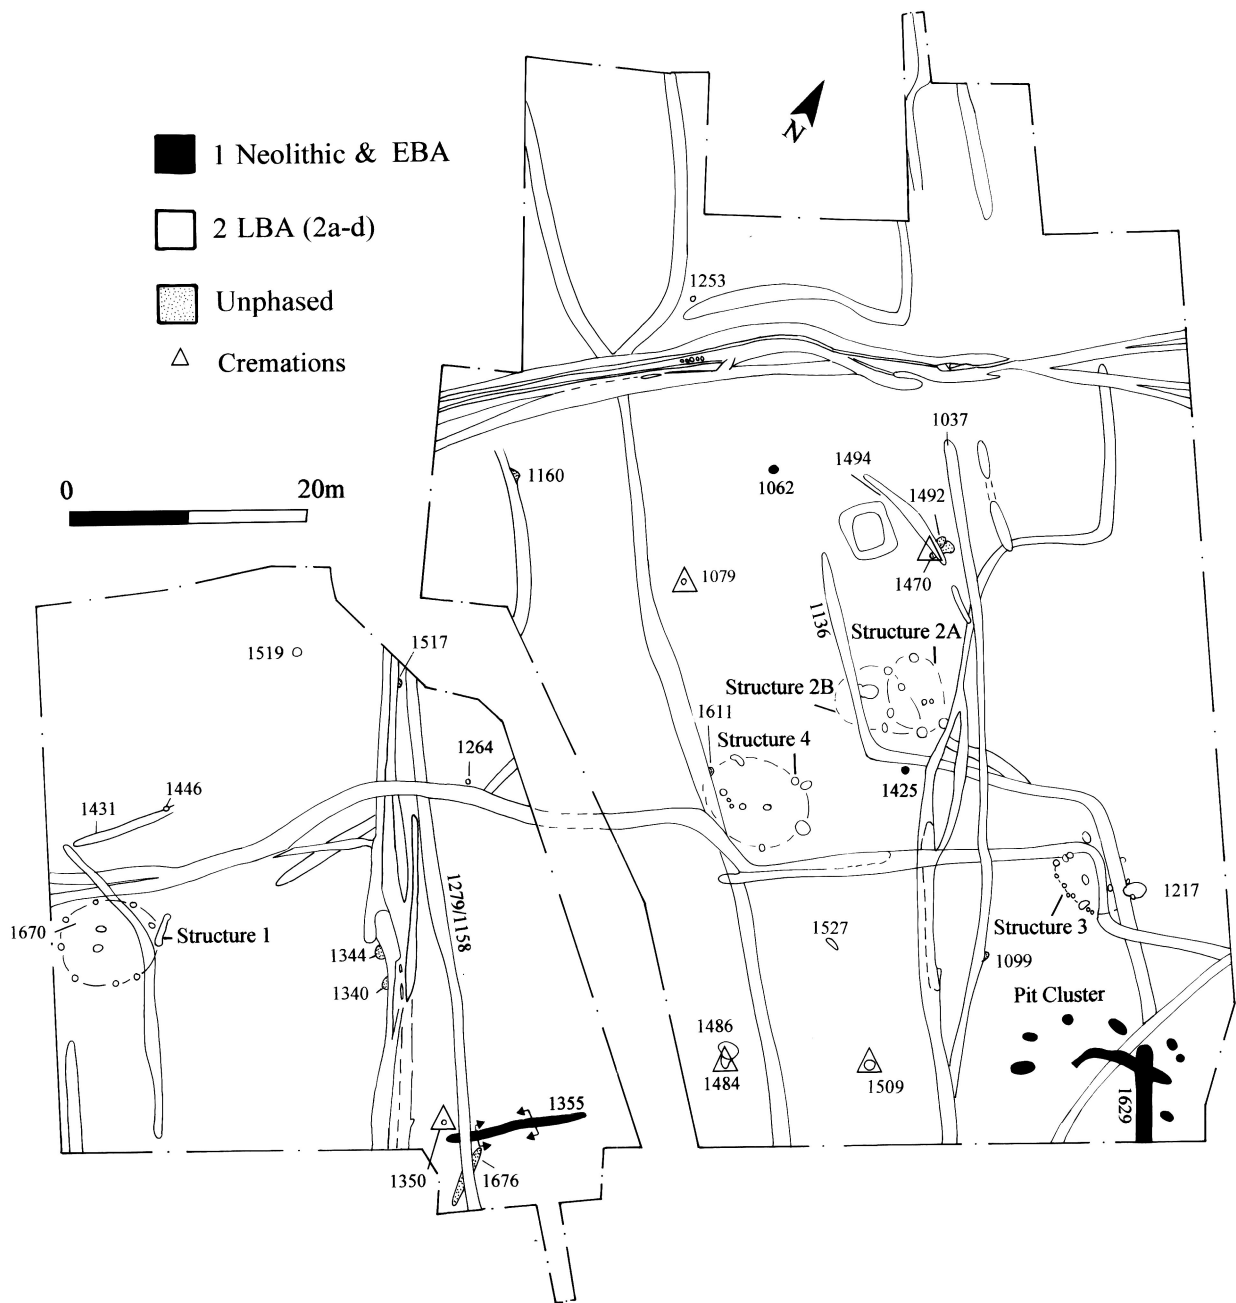 N
1 Neolithic & EBA
2 LBA (2a-d)
Unphased
Cremations
0 20m
1253
1037
1494
1160
1062
1492
1079
1470
1136
Structure 2A
1519
1517
Structure 2B
1611
Structure 4
1264
1425
1446
1431
1279/1158
1217
1670
Structure 1
1527
Structure 3
1344
1099
1340
Pit Cluster
1486
1484
1509
1355
1629
1350
1676